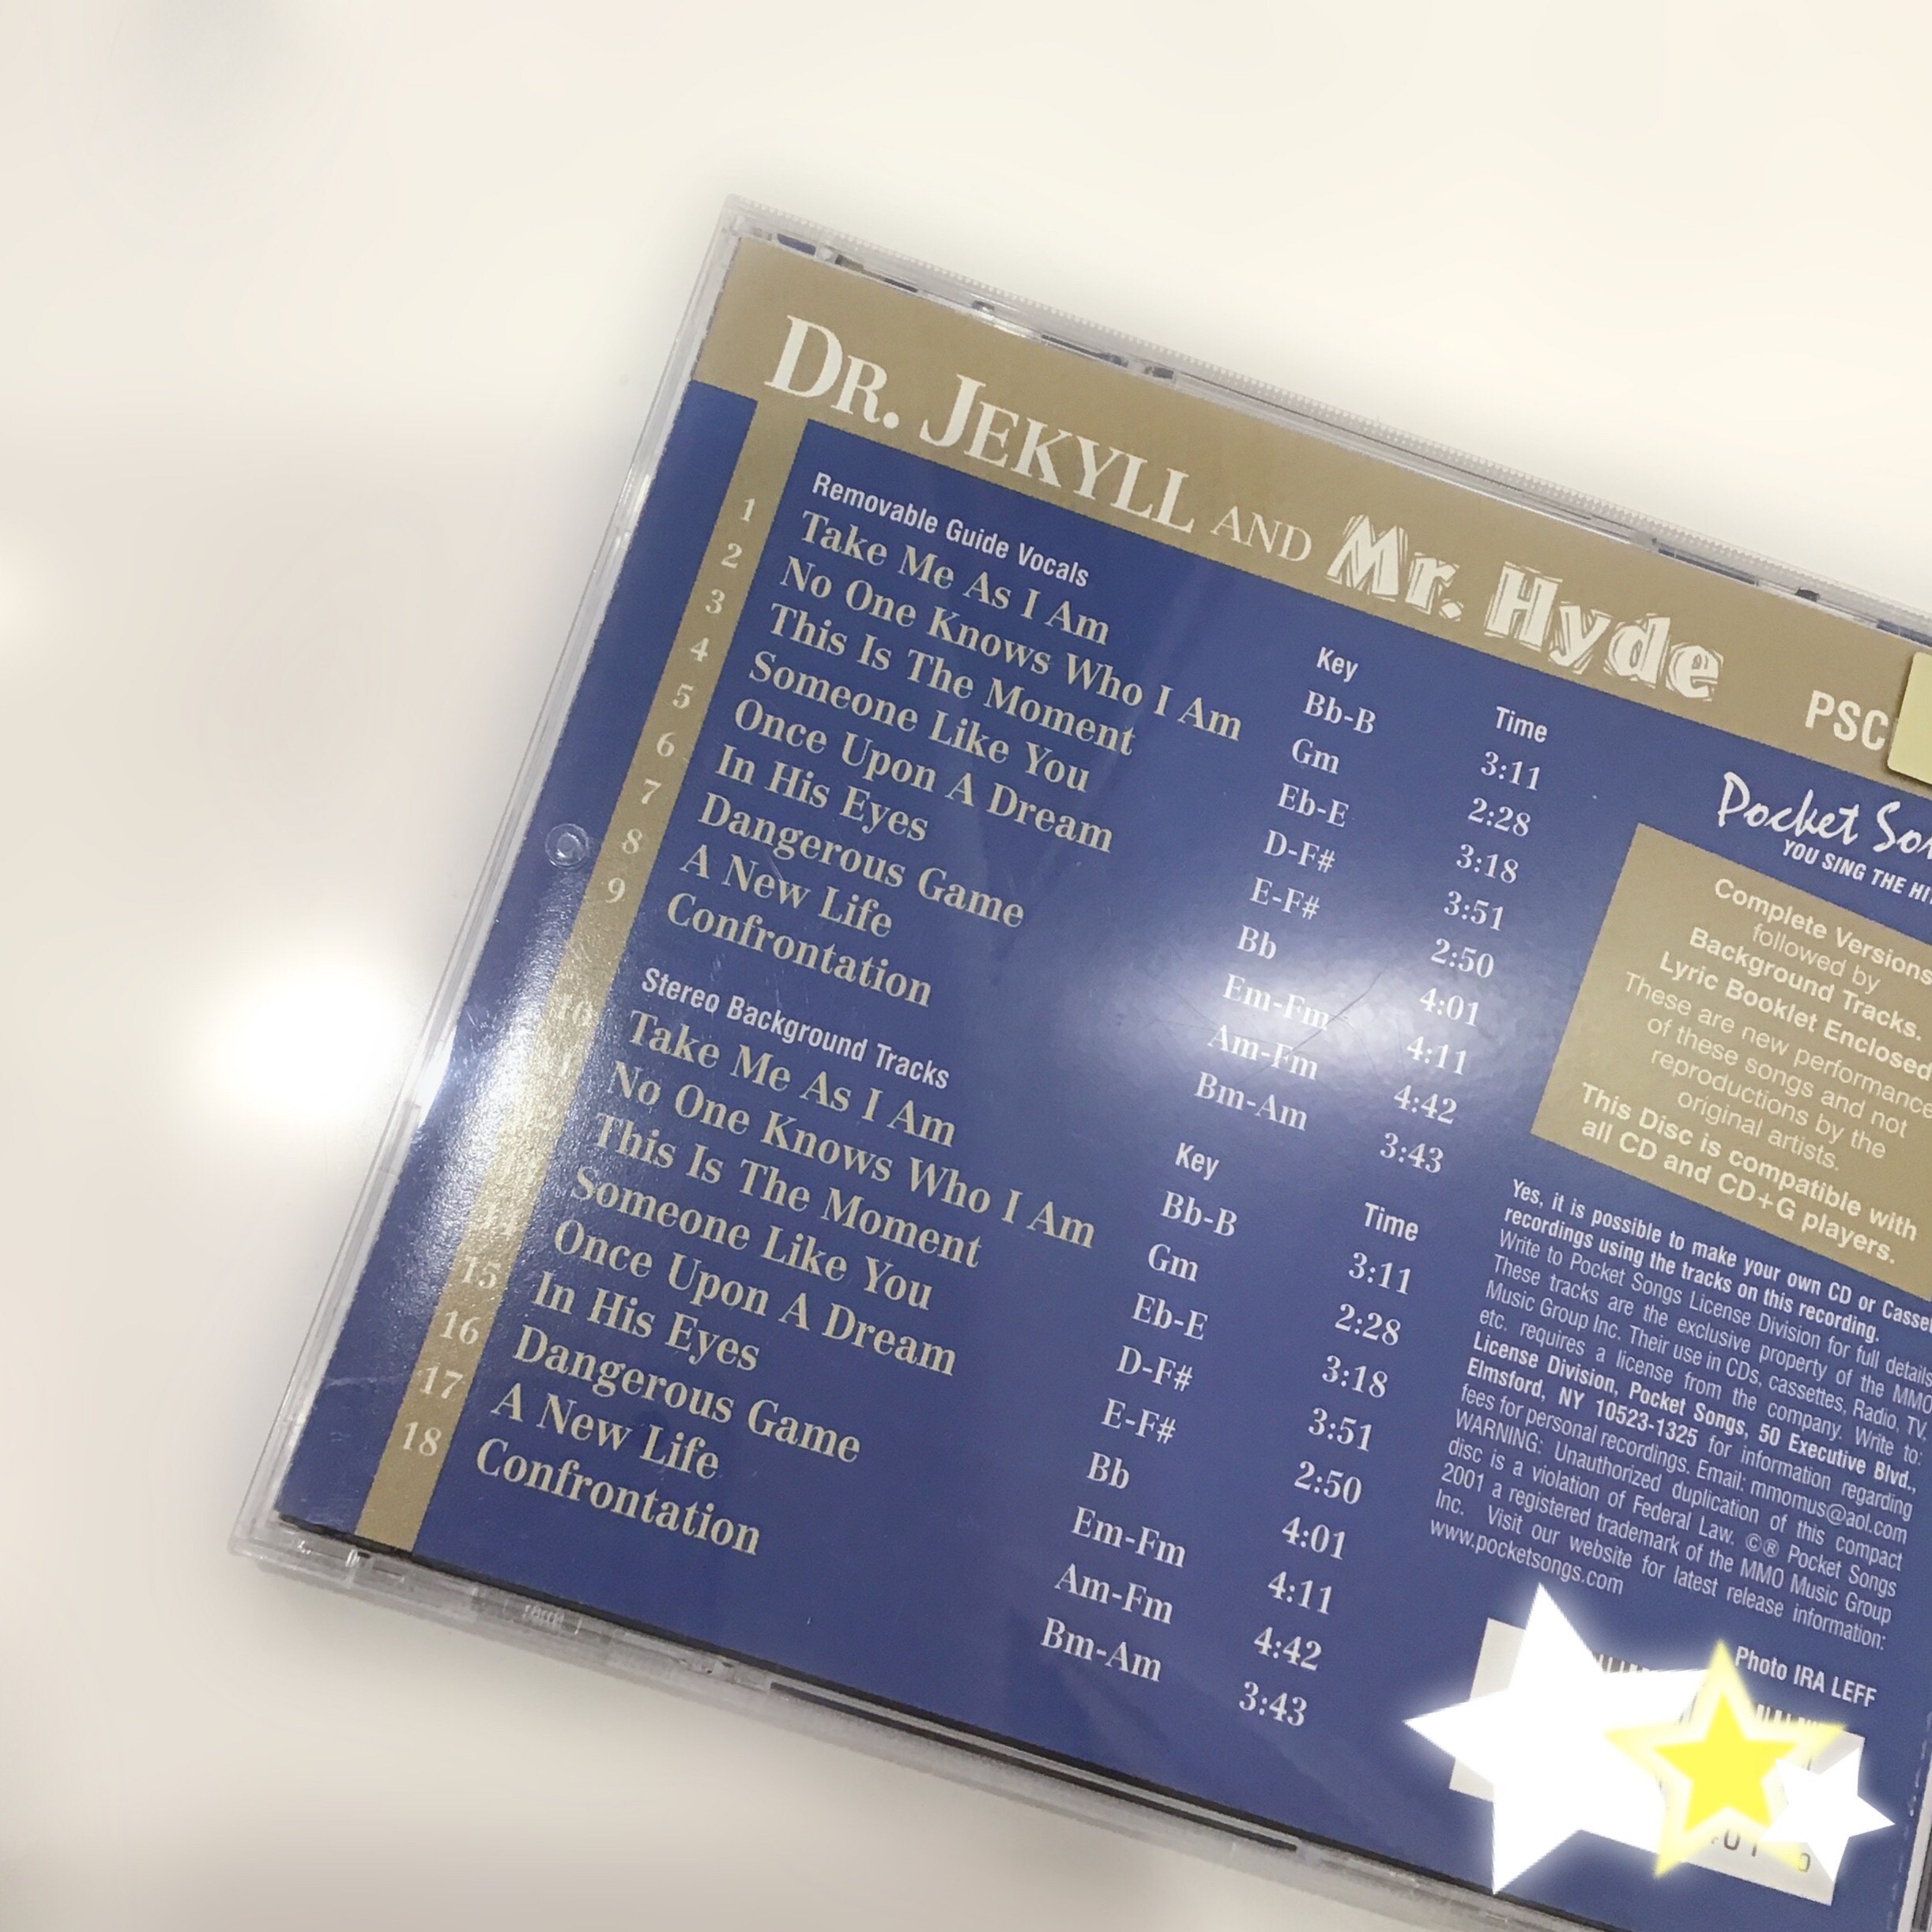 DR. JEKYLL AND Mr. Hyde
PSC
Removable Guide Vocals Key Time
1 Take Me As I Am Bb-B 3:11
2 No One Knows Who I Am Gm 2:28
3 This Is The Moment Eb-E 3:18
4 Someone Like You D-F# 3:51
5 Once Upon A Dream E-F# 2:50
6 In His Eyes Bb 4:01
7 Dangerous Game Em-Fm 4:11
8 A New Life Am-Fm 4:42
9 Confrontation Bm-Am 3:43
Stereo Background Tracks Key Time
10 Take Me As I Am Bb-B 3:11
No One Knows Who I Am Gm 2:28
This Is The Moment Eb-E 3:18
Someone Like You D-F# 3:51
14 Once Upon A Dream E-F# 2:50
15 In His Eyes Bb 4:01
16 Dangerous Game Em-Fm 4:11
17 A New Life Am-Fm 4:42
18 Confrontation Bm-Am 3:43
Pocket
YOU SING THE
Complete Versions
followed by
Background Tracks.
Lyric Booklet Enclosed
These are new performance
of these songs and not
reproductions by the
original artists.
This Disc is compatible with
all CD and CD+G players.
Yes, it is possible to make your own CD or
recordings using the tracks on this recording.
Write to Pocket Songs License Division for full details
These tracks are the exclusive property of the MMO
Music Group Inc. Their use in CDs, cassettes, Radio, TV.
etc. requires a license from the company. Write to:
License Division, Pocket Songs, 50 Executive Blvd.,
Elmsford, NY 10523-1325 for information regarding
fees for personal recordings. Email: mmomus@aol.com
WARNING: Unauthorized duplication of this compact
disc is a violation of Federal Law. ©® Pocket Songs
2001 a registered trademark of the MMO Music Group
Inc. Visit our website for latest release information:
www.pocketsongs.com
Photo IRA LEFF